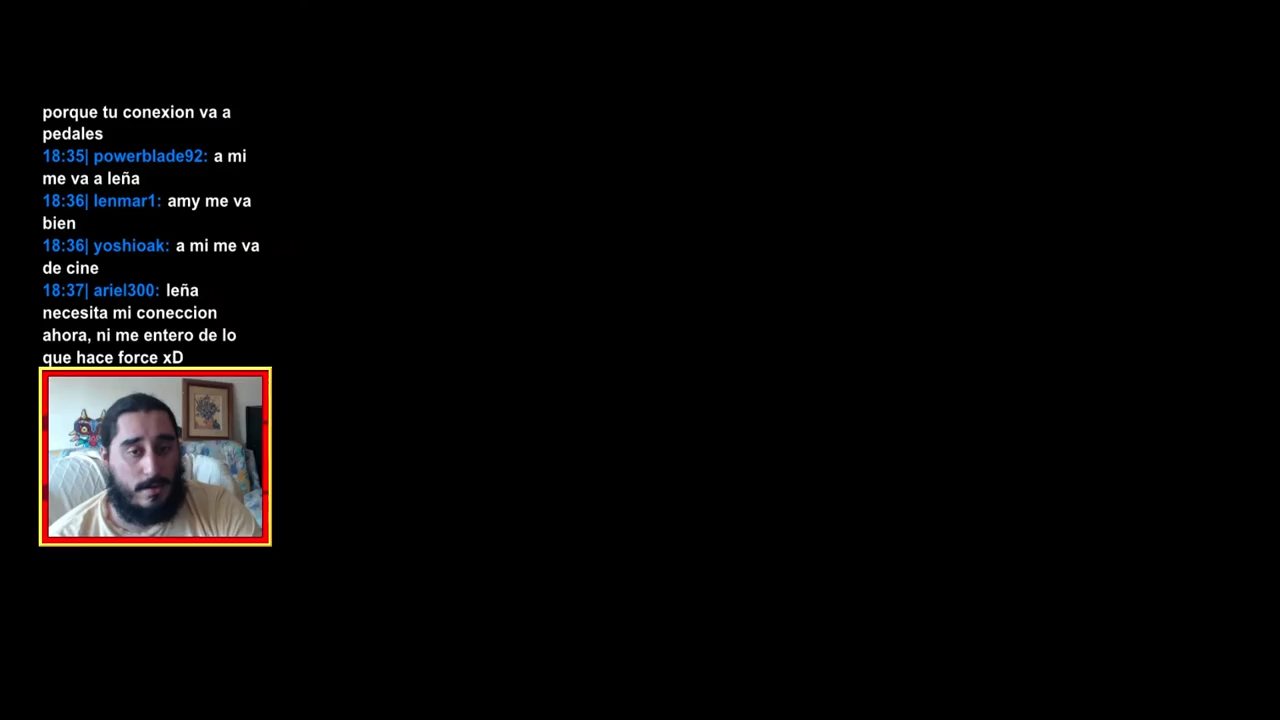 porque tu conexion va a
pedales
18:35| powerblade92: a mi
me va a leña
18:36| lenmar1: amy me va
bien
18:36| yoshioak: a mi me va
de cine
18:37| ariel300: leña
necesita mi coneccion
ahora, ni me entero de lo
que hace force xD